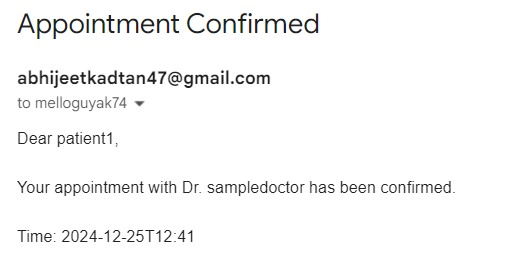 Appointment Confirmed
abhijeetkadtan47@gmail.com
to melloguyak74
Dear patient1,
Your appointment with Dr. sampledoctor has been confirmed.
Time: 2024-12-25T12:41